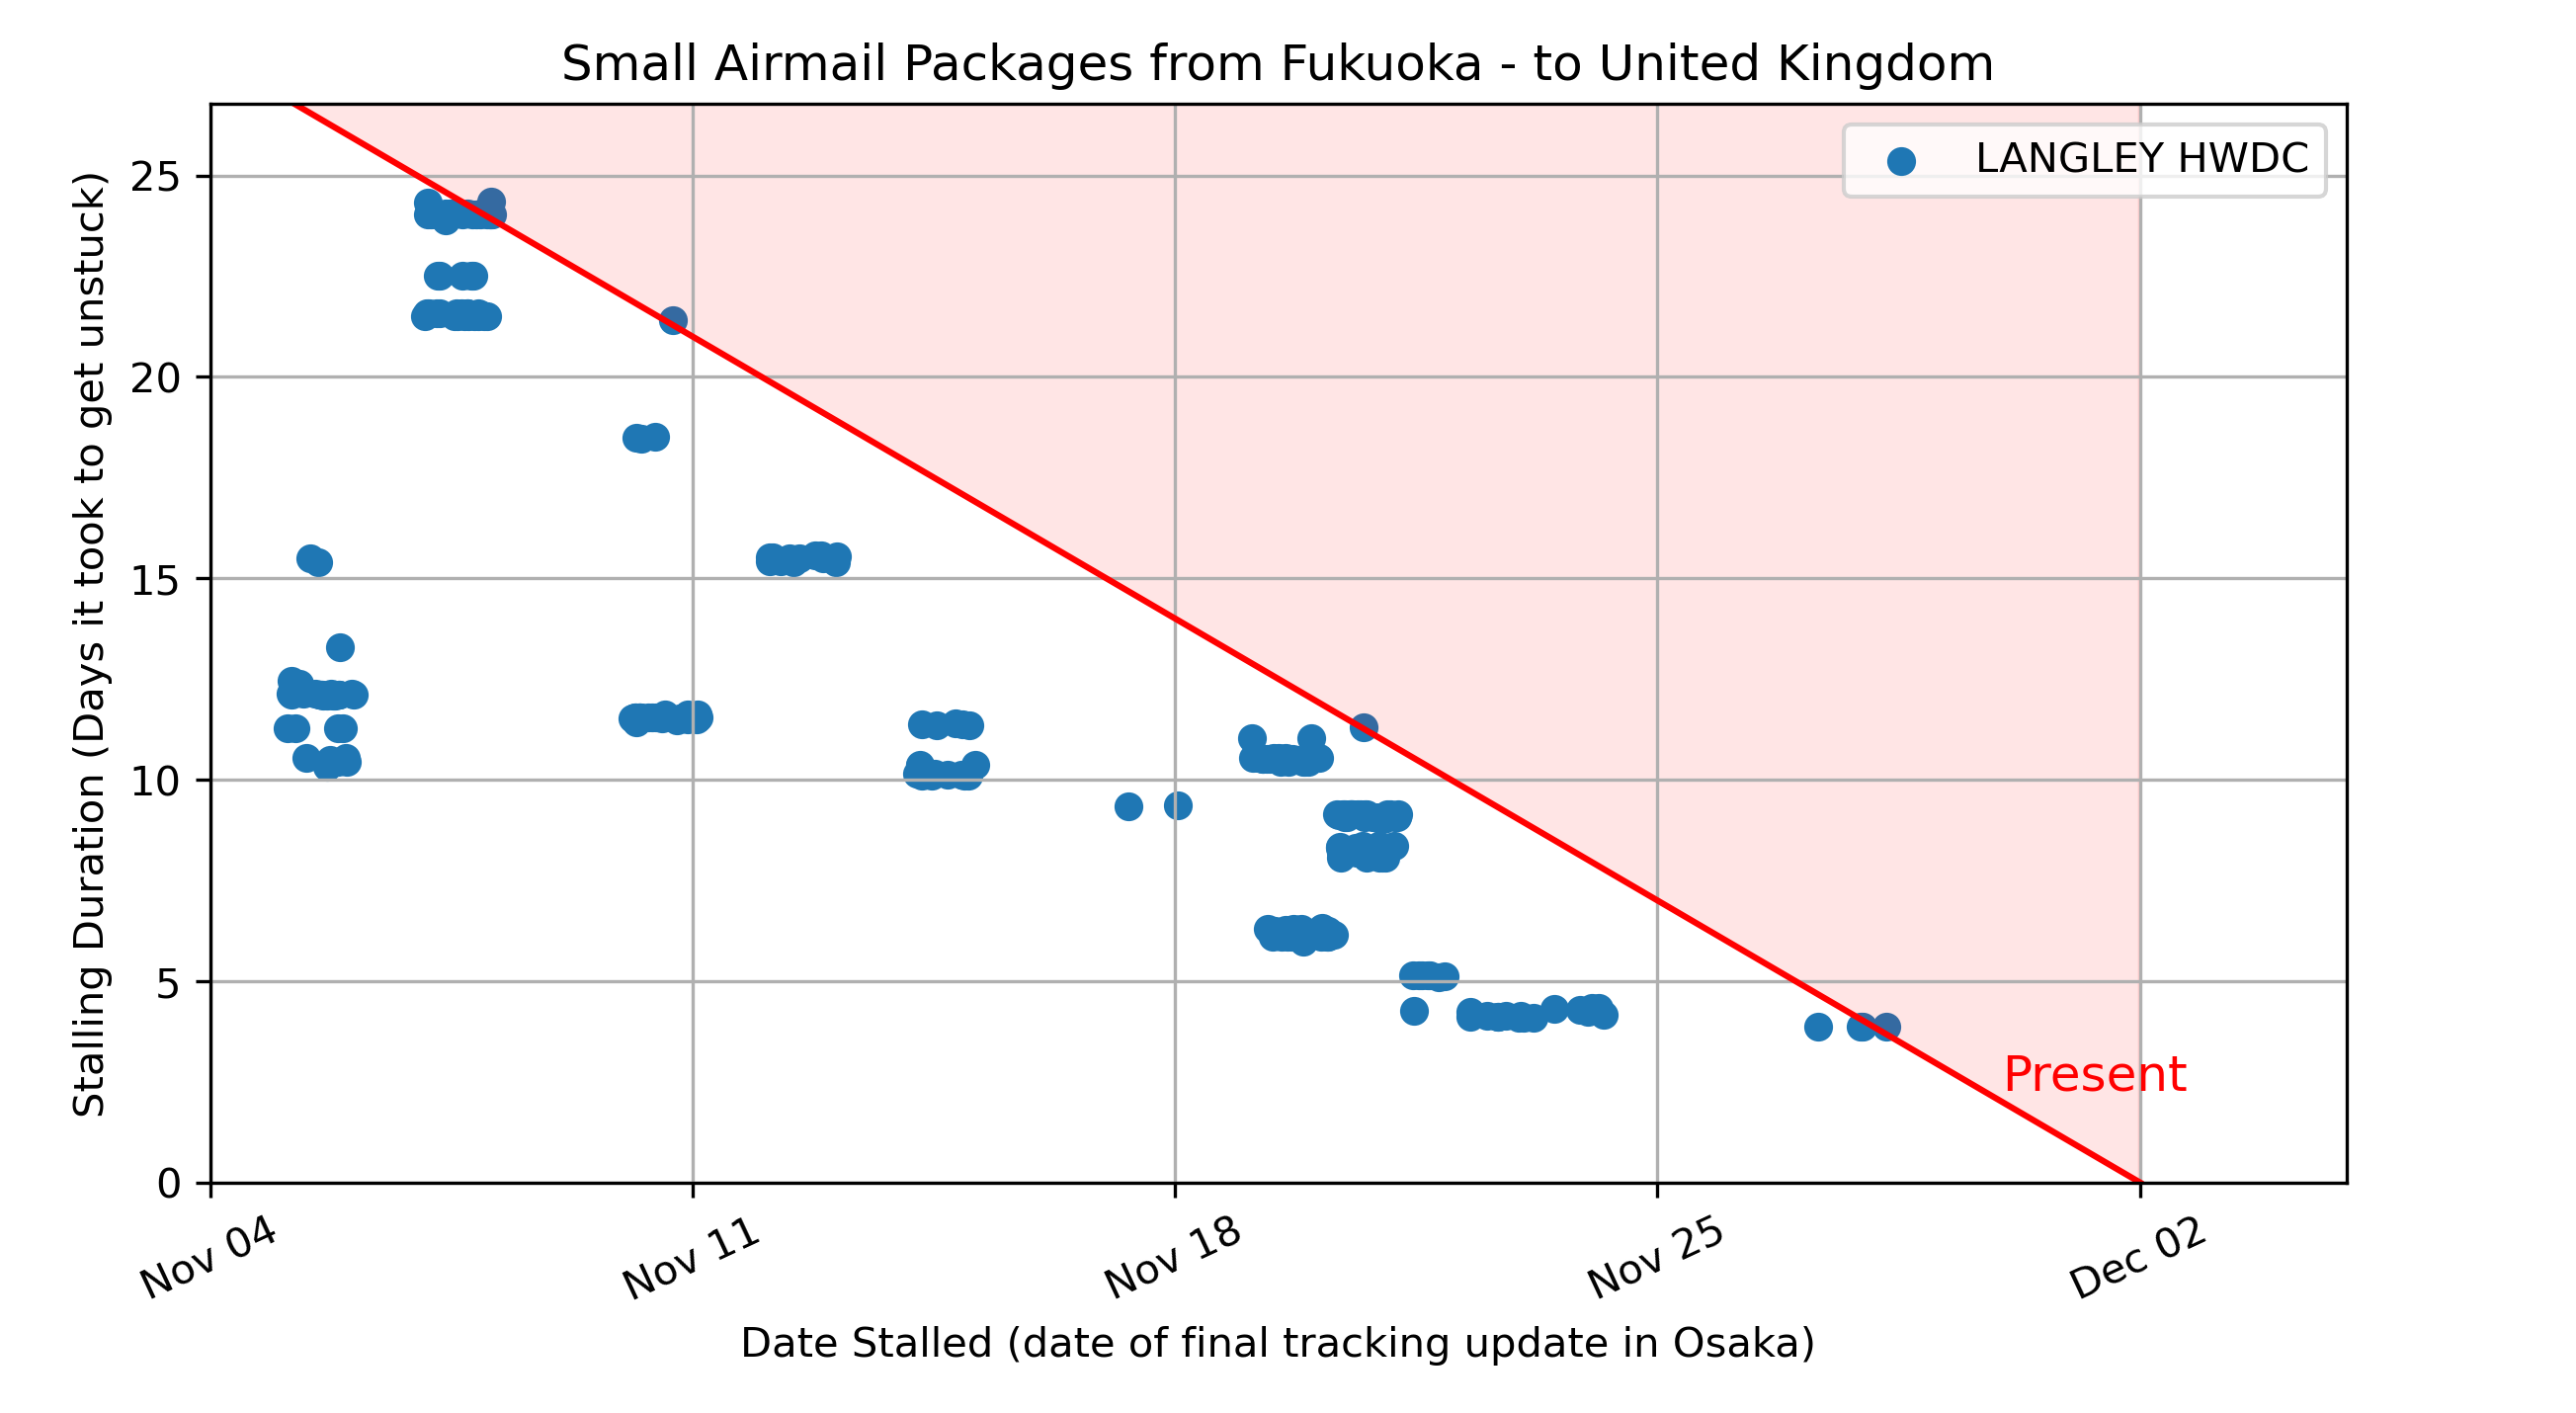 Small Airmail Packages from Fukuoka - to United Kingdom
LANGLEY HWDC
Stalling Duration (Days it took to get unstuck)
25
20
15
10
5
0
Present
Nov 04
Nov 11
Nov 18
Nov 25
Dec 02
Date Stalled (date of final tracking update in Osaka)